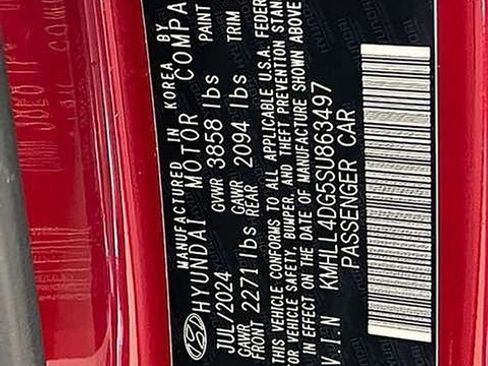 MANUFACTURED IN KOREA BY
HYUNDAI MOTOR COMPA
JUL/2024 GVWR 3858 lbs PAINT
GAWR FRONT 2271 lbs GAWR REAR 2094 lbs TRIM
THIS VEHICLE CONFORMS TO ALL APPLICABLE U.S.A. FEDER
OR VEHICLE SAFETY, BUMPER, AND THEFT PREVENTION STAN
IN EFFECT ON THE DATE OF MANUFACTURE SHOWN ABOVE
V.I.N KMHLL4DG5SU863497
PASSENGER CAR